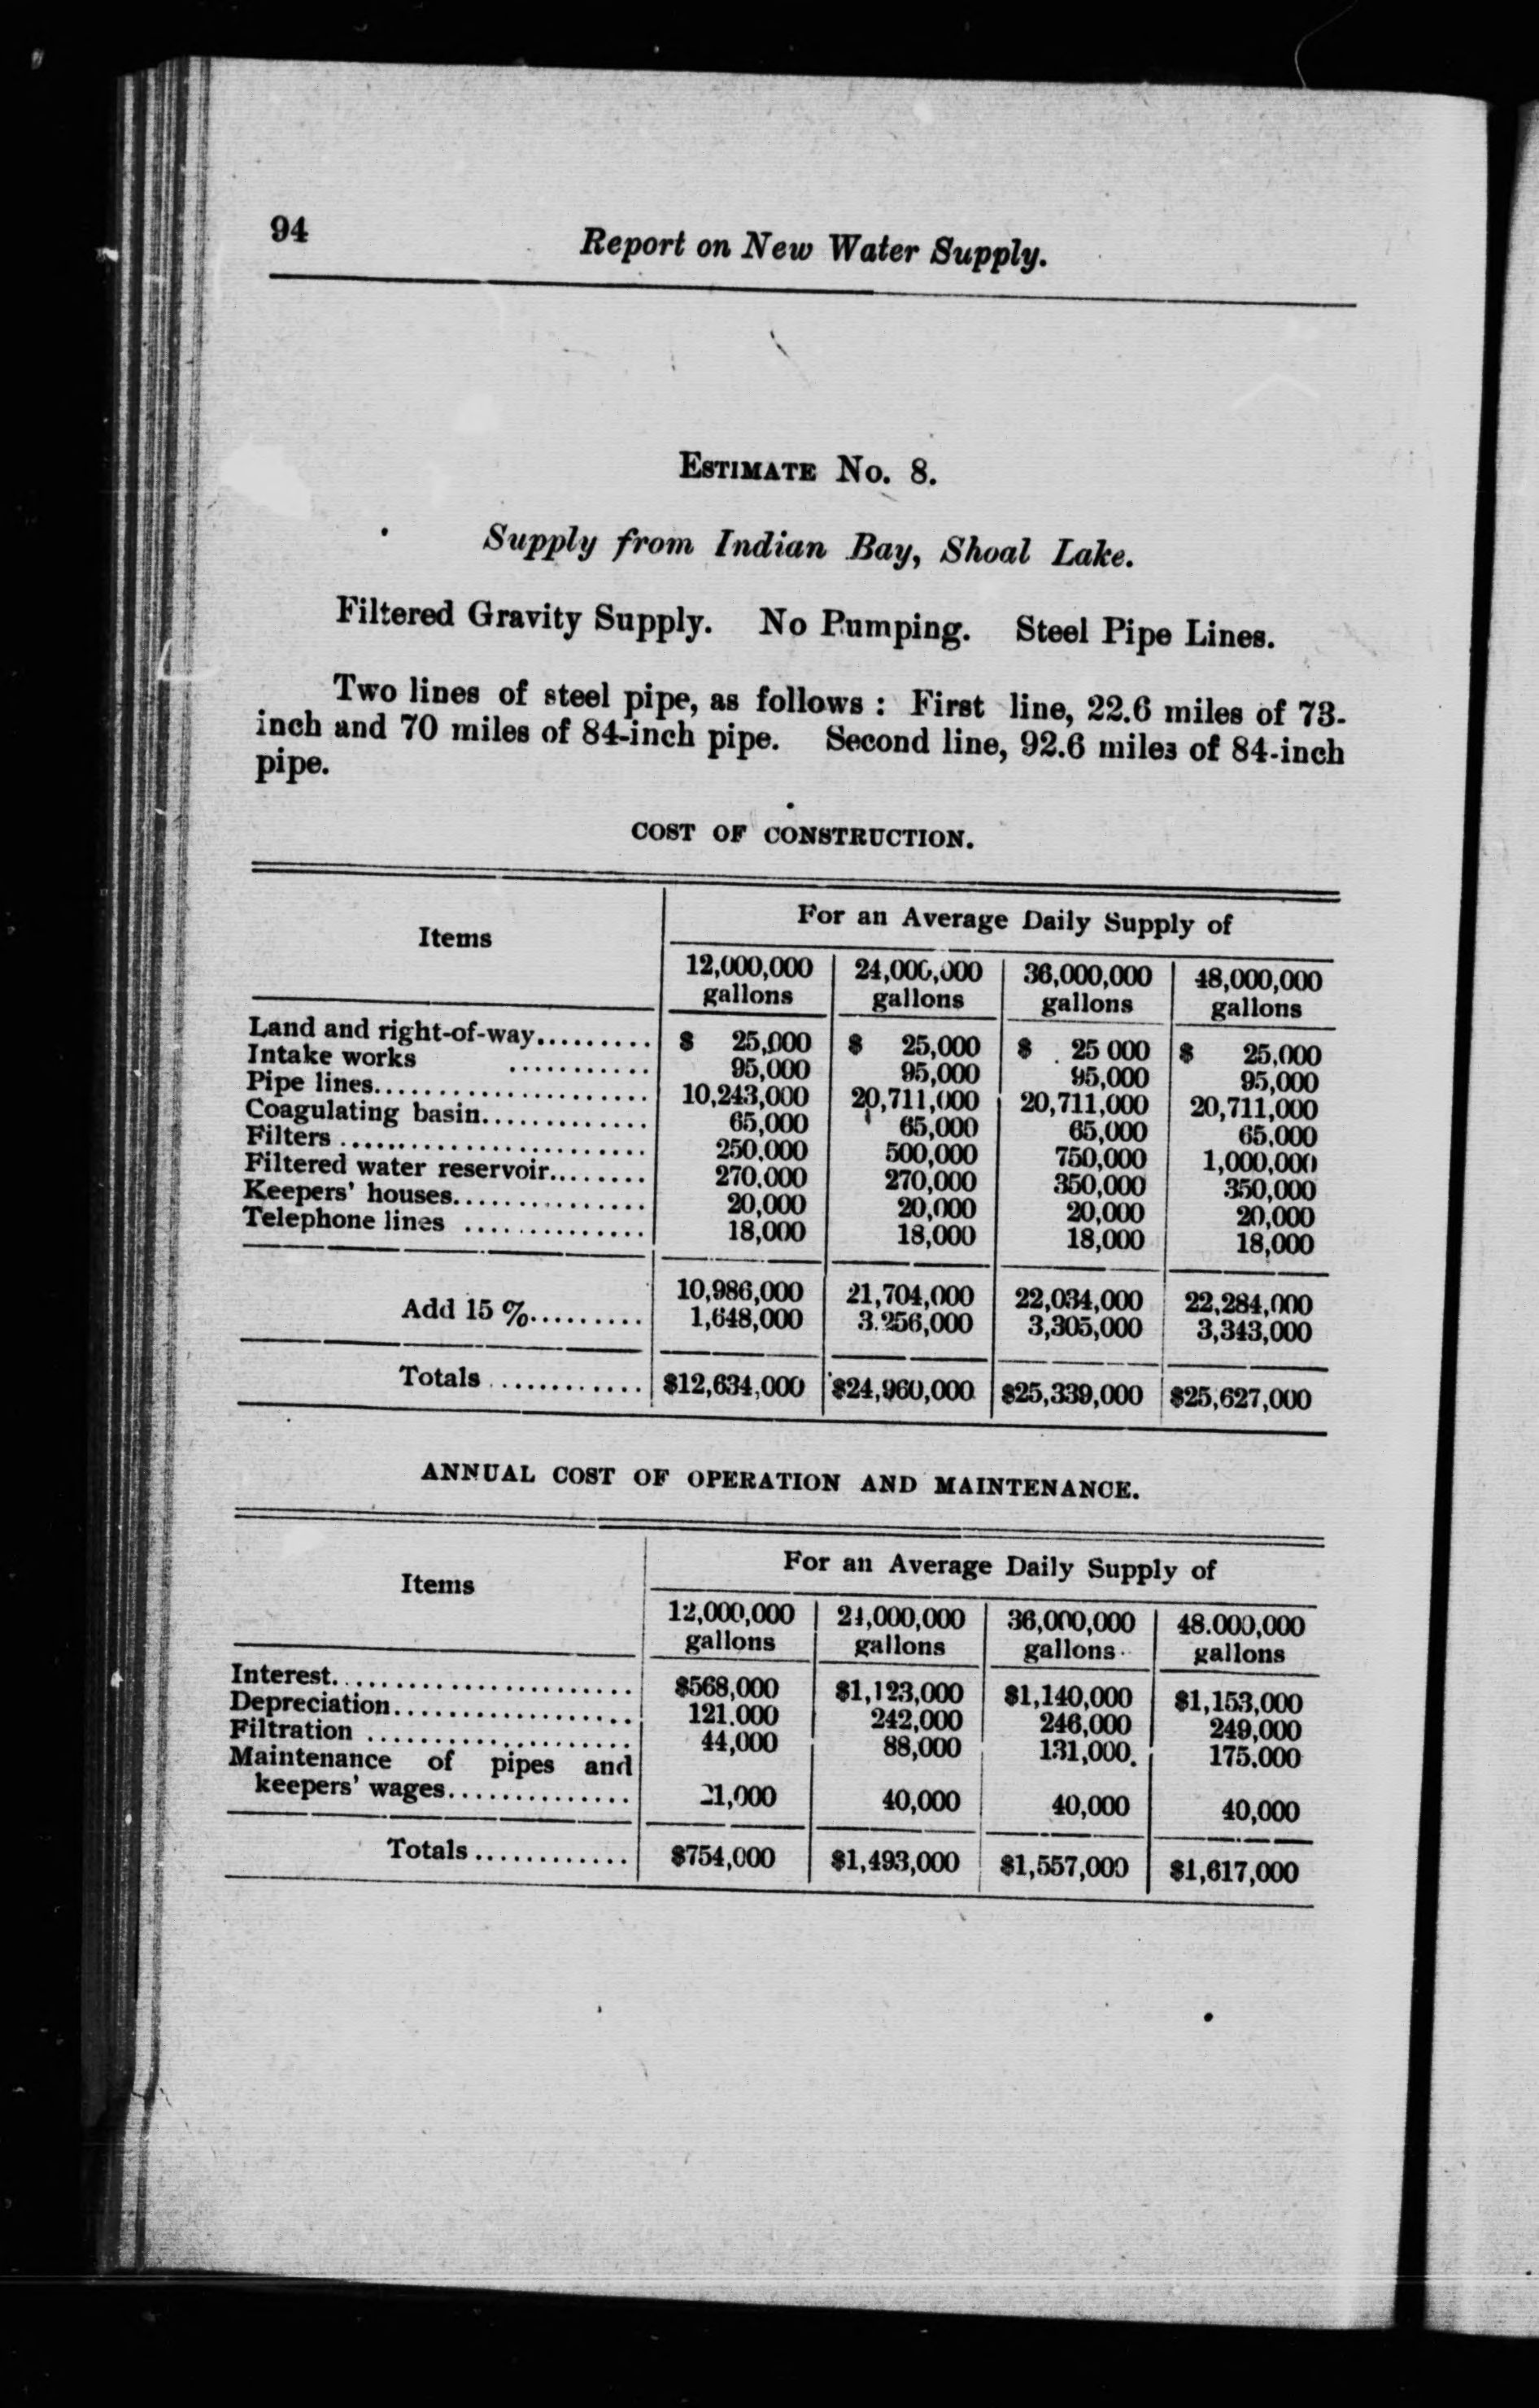 94 Report on New Water Supply.
ESTIMATE No. 8.
Supply from Indian Bay, Shoal Lake.
Filtered Gravity Supply. No Pumping. Steel Pipe Lines.
Two lines of steel pipe, as follows : First line, 22.6 miles of 73-
inch and 70 miles of 84-inch pipe. Second line, 92.6 miles of 84-inch
pipe.
COST OF CONSTRUCTION.
Items For an Average Daily Supply of
12,000,000 24,000,000 36,000,000 48,000,000
gallons gallons gallons gallons
Land and right-of-way......... $ 25,000 $ 25,000 $ 25 000 $ 25,000
Intake works ........... 95,000 95,000 95,000 95,000
Pipe lines...................... 10,243,000 20,711,000 20,711,000 20,711,000
Coagulating basin.............. 65,000 65,000 65,000 65,000
Filters ......................... 250,000 500,000 750,000 1,000,000
Filtered water reservoir........ 270,000 270,000 350,000 350,000
Keepers' houses................ 20,000 20,000 20,000 20,000
Telephone lines ............... 18,000 18,000 18,000 18,000
10,986,000 21,704,000 22,034,000 22,284,000
Add 15 %......... 1,648,000 3.256,000 3,305,000 3,343,000
Totals ............ $12,634,000 $24,960,000 $25,339,000 $25,627,000
ANNUAL COST OF OPERATION AND MAINTENANCE.
Items For an Average Daily Supply of
12,000,000 24,000,000 36,000,000 48.000,000
gallons gallons gallons gallons
Interest........................ $568,000 $1,123,000 $1,140,000 $1,153,000
Depreciation................... 121.000 242,000 246,000 249,000
Filtration ..................... 44,000 88,000 131,000. 175.000
Maintenance of pipes and
keepers' wages.............. 21,000 40,000 40,000 40,000
Totals............ $754,000 $1,493,000 $1,557,000 $1,617,000